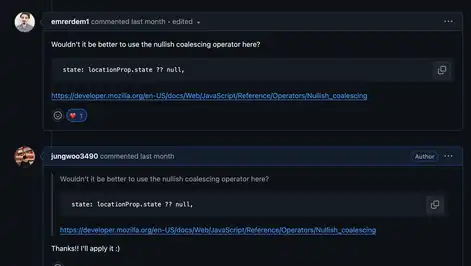 emrerdem1 commented last month · edited
Wouldn't it be better to use the nullish coalescing operator here?
state: locationProp.state ?? null,
https://developer.mozilla.org/en-US/docs/Web/JavaScript/Reference/Operators/Nullish_coalescing
1
jungwoo3490 commented last month Author
Wouldn't it be better to use the nullish coalescing operator here?
state: locationProp.state ?? null,
https://developer.mozilla.org/en-US/docs/Web/JavaScript/Reference/Operators/Nullish_coalescing
Thanks!! I'll apply it :)